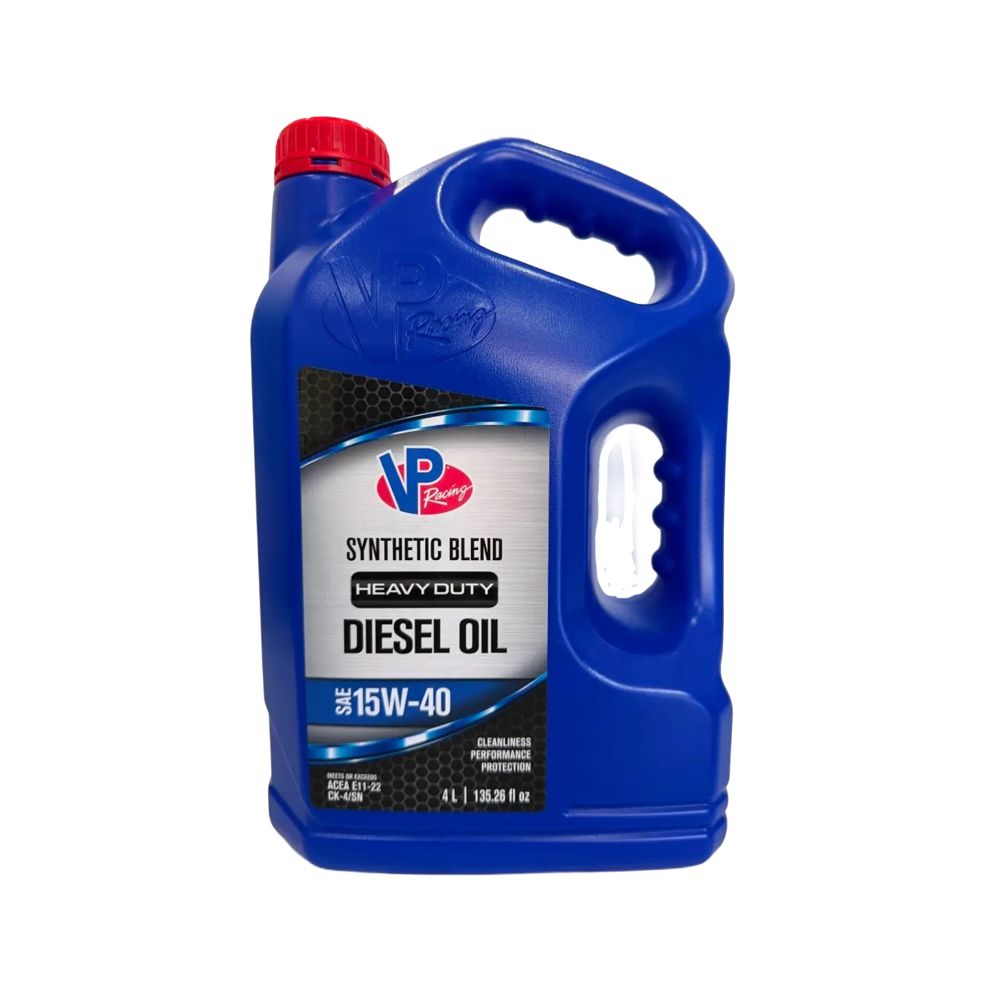 VP Racing
VP Racing
SYNTHETIC BLEND
HEAVY DUTY
DIESEL OIL
SAE 15W-40
CLEANLINESS
PERFORMANCE
PROTECTION
MEETS OR EXCEEDS
ACEA E11-22
CK-4/SN
4 L | 135.26 fl oz